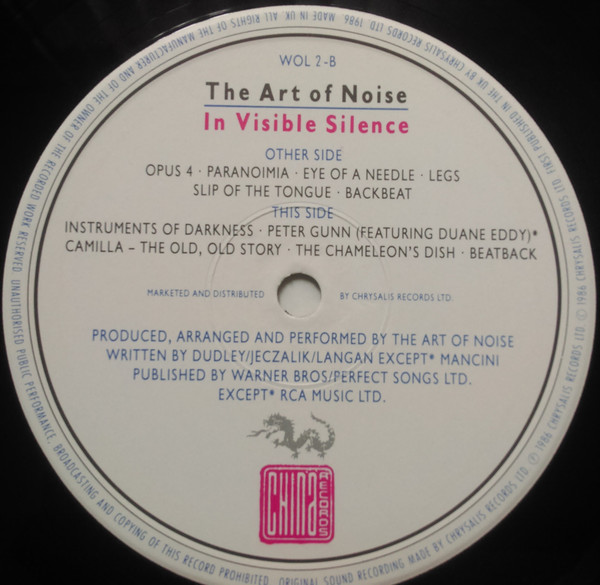 WOL 2-B
The Art of Noise
In Visible Silence
OTHER SIDE
OPUS 4 · PARANOIMIA · EYE OF A NEEDLE · LEGS
SLIP OF THE TONGUE · BACKBEAT
THIS SIDE
INSTRUMENTS OF DARKNESS · PETER GUNN (FEATURING DUANE EDDY)*
CAMILLA – THE OLD, OLD STORY · THE CHAMELEON'S DISH · BEATBACK
MARKETED AND DISTRIBUTED BY CHRYSALIS RECORDS LTD.
PRODUCED, ARRANGED AND PERFORMED BY THE ART OF NOISE
WRITTEN BY DUDLEY/JECZALIK/LANGAN EXCEPT* MANCINI
PUBLISHED BY WARNER BROS/PERFECT SONGS LTD.
EXCEPT* RCA MUSIC LTD.
CHINA RECORDS
ALL RIGHTS OF THE MANUFACTURER AND OF THE OWNER OF THE RECORDED WORK RESERVED UNAUTHORISED PUBLIC PERFORMANCE, BROADCASTING AND COPYING OF THIS RECORD PROHIBITED. ORIGINAL SOUND RECORDING MADE BY CHRYSALIS RECORDS LTD. ℗ 1986 CHRYSALIS RECORDS LTD © 1986 CHRYSALIS RECORDS LTD FIRST PUBLISHED IN THE UK BY CHRYSALIS RECORDS LTD. 1986 MADE IN UK